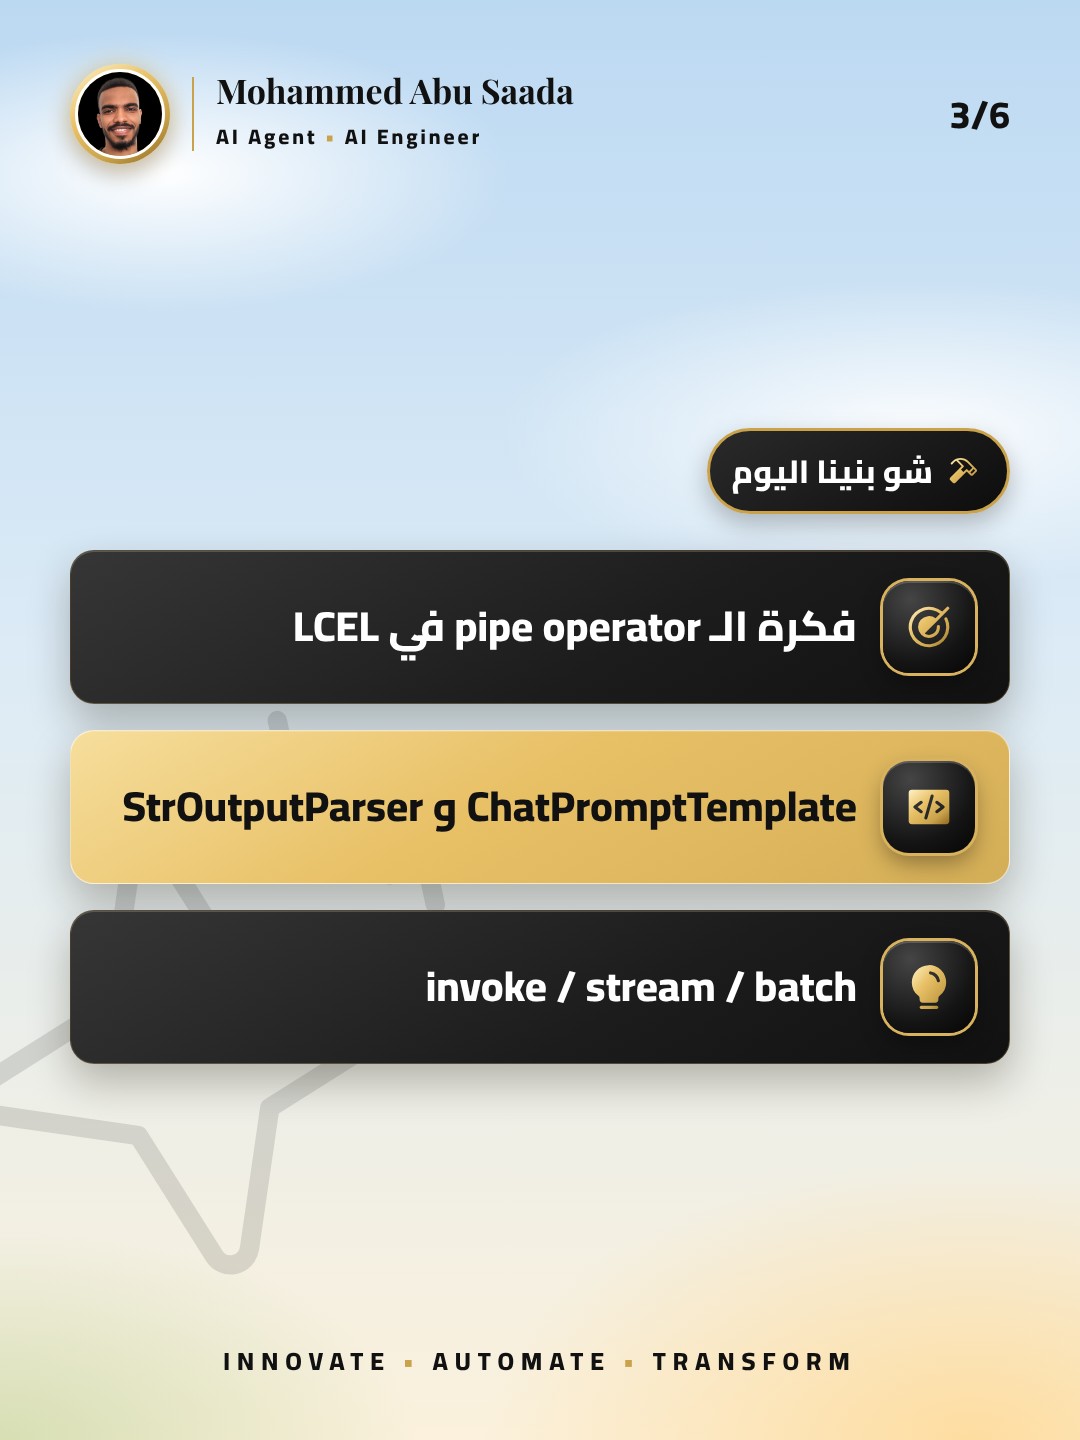 Mohammed Abu Saada
AI Agent ▪ AI Engineer
3/6
شو بنينا اليوم
فكرة الـ pipe operator في LCEL
ChatPromptTemplate و StrOutputParser
invoke / stream / batch
INNOVATE ▪ AUTOMATE ▪ TRANSFORM